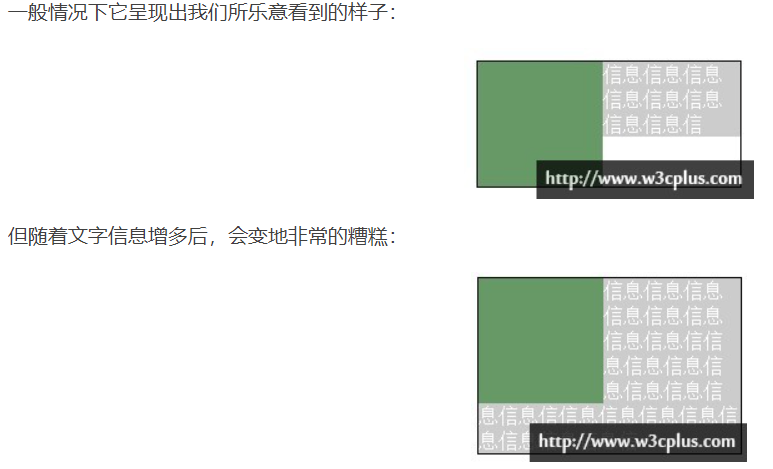 一般情况下它呈现出我们所乐意看到的样子：
信息信息信息
信息信息信息
信息信息信
http://www.w3cplus.com
但随着文字信息增多后，会变地非常的糟糕：
信息信息信息
信息信息信息
信息信息信信
息信息信息信
息信息信息信
息信息信信息信息信息信息信
息信
http://www.w3cplus.com